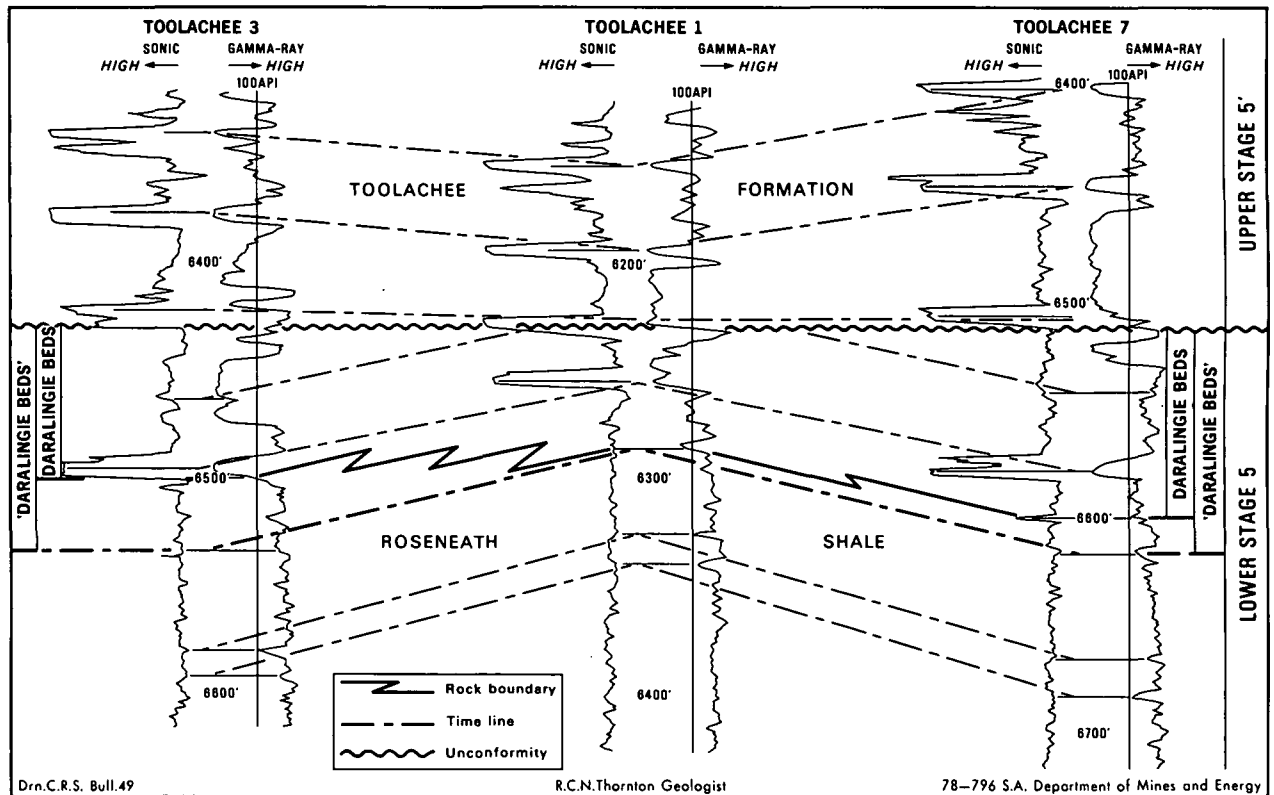 TOOLACHEE 3
TOOLACHEE 1
TOOLACHEE 7
SONIC GAMMA-RAY
HIGH HIGH
100API
SONIC GAMMA-RAY
HIGH HIGH
100API
SONIC GAMMA-RAY
HIGH HIGH
100API
6400'
TOOLACHEE FORMATION
UPPER STAGE 5'
6400'
6200'
6500'
'DARALINGIE BEDS'
DARALINGIE BEDS
DARALINGIE BEDS
'DARALINGIE BEDS'
6500'
6300'
6600'
ROSENEATH SHALE
LOWER STAGE 5
6600'
6400'
6700'
Rock boundary
Time line
Unconformity
Drn.C.R.S. Bull.49
R.C.N.Thornton Geologist
78—796 S.A. Department of Mines and Energy